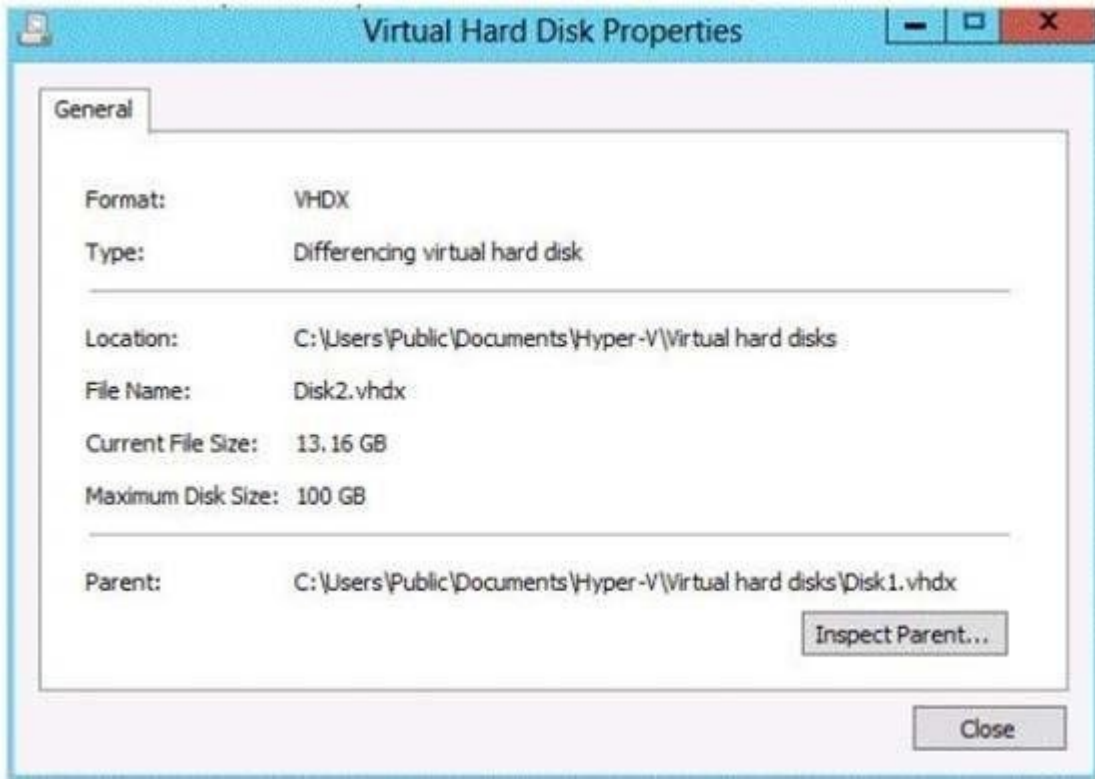 Virtual Hard Disk Properties
General
Format: VHDX
Type: Differencing virtual hard disk
Location: C:\Users\Public\Documents\Hyper-V\Virtual hard disks
File Name: Disk2.vhdx
Current File Size: 13.16 GB
Maximum Disk Size: 100 GB
Parent: C:\Users\Public\Documents\Hyper-V\Virtual hard disks\Disk1.vhdx
Inspect Parent...
Close